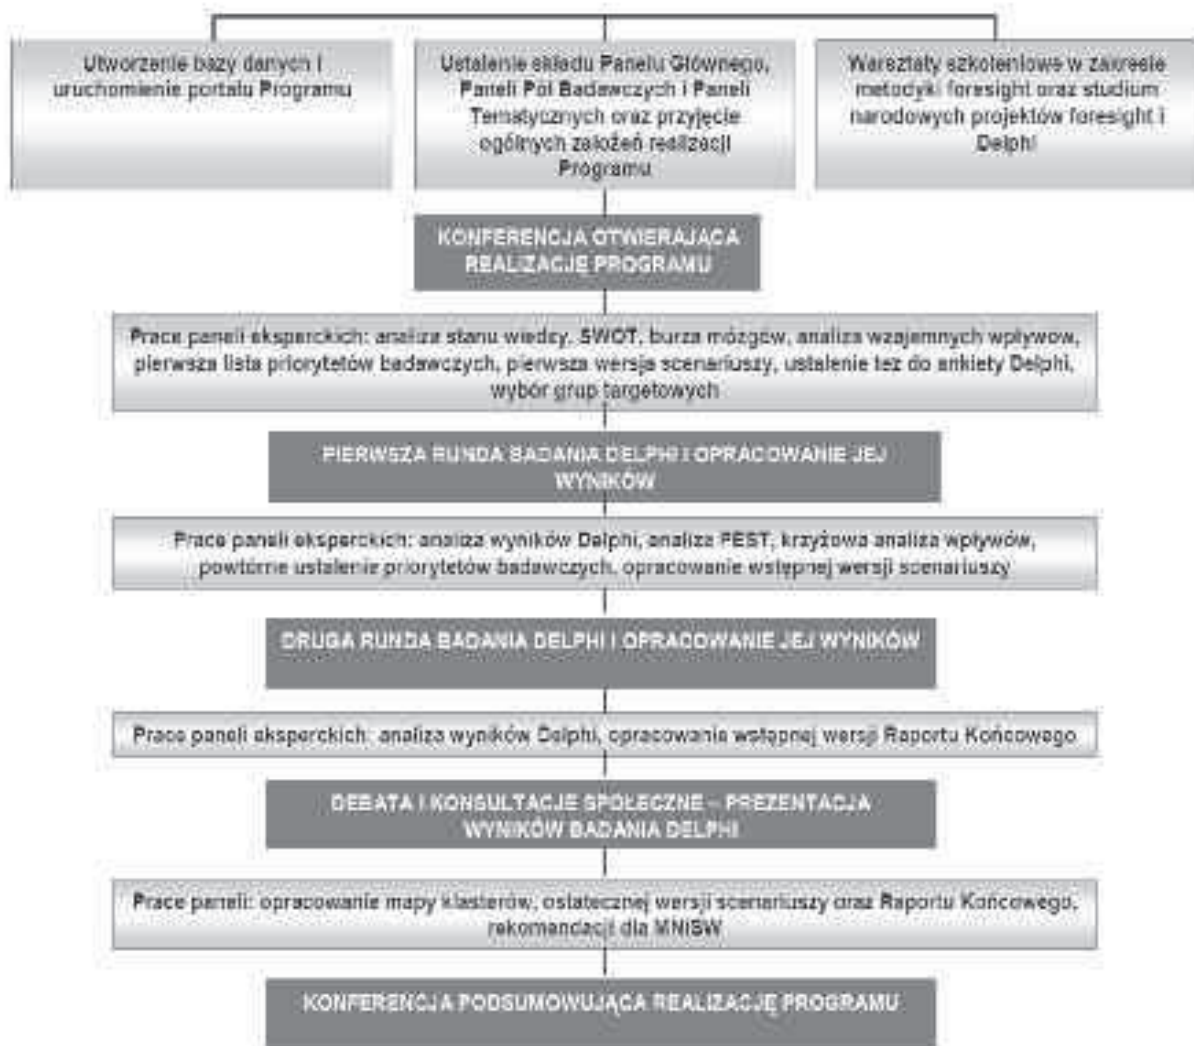 Utworzenie bazy danych i
uruchomienie portalu Programu
Ustalenie składu Panelu Głównego,
Paneli Pól Badawczych i Paneli
Tematycznych oraz przyjęcie
ogólnych założeń realizacji
Programu
Warsztaty szkoleniowe w zakresie
metodyki foresight oraz studium
narodowych projektów foresight i
Delphi
KONFERENCJA OTWIERAJĄCA
REALIZACJĘ PROGRAMU
Prace paneli eksperckich: analiza stanu wiedzy, SWOT, burza mózgów, analiza wzajemnych wpływów,
pierwsza lista priorytetów badawczych, pierwsza wersja scenariuszy, ustalenie tez do ankiety Delphi,
wybór grup targetowych
PIERWSZA RUNDA BADANIA DELPHI I OPRACOWANIE JEJ
WYNIKÓW
Prace paneli eksperckich: analiza wyników Delphi, analiza PEST, krzyżowa analiza wpływów,
powtórne ustalenie priorytetów badawczych, opracowanie wstępnej wersji scenariuszy
DRUGA RUNDA BADANIA DELPHI I OPRACOWANIE JEJ WYNIKÓW
Prace paneli eksperckich: analiza wyników Delphi, opracowanie wstępnej wersji Raportu Końcowego
DEBATA I KONSULTACJE SPOŁECZNE – PREZENTACJA
WYNIKÓW BADANIA DELPHI
Prace paneli: opracowanie mapy klasterów, ostatecznej wersji scenariuszy oraz Raportu Końcowego,
rekomendacji dla MNiSW
KONFERENCJA PODSUMOWUJĄCA REALIZACJĘ PROGRAMU